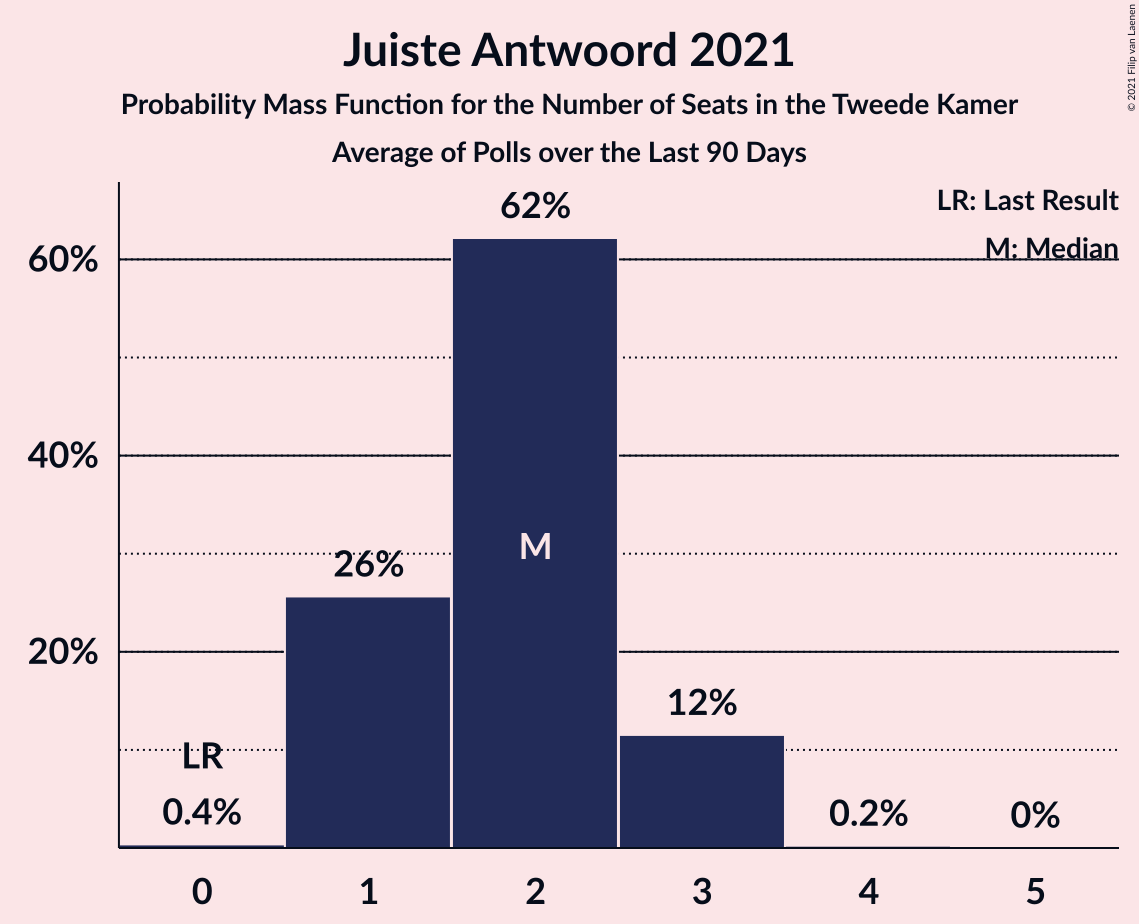 Juiste Antwoord 2021
Probability Mass Function for the Number of Seats in the Tweede Kamer
Average of Polls over the Last 90 Days
© 2021 Filip van Laenen
LR: Last Result
M: Median
62%
60%
40%
M
26%
20%
12%
LR
0.4%
0.2%
0%
0 1 2 3 4 5